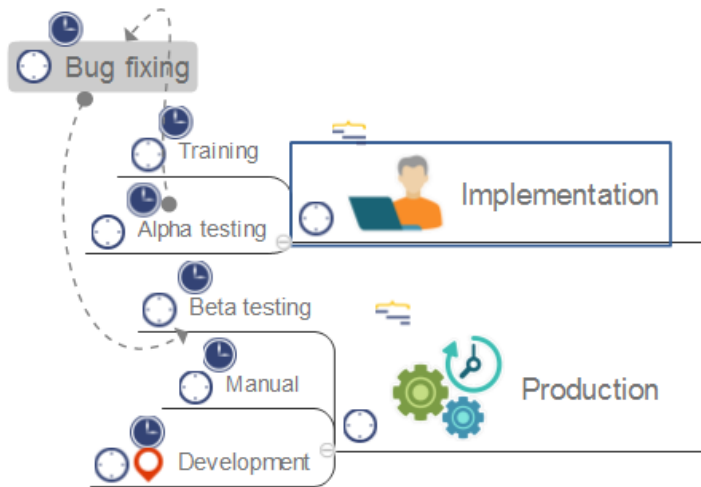 Bug fixing
Training
Implementation
Alpha testing
Beta testing
Manual
Production
Development